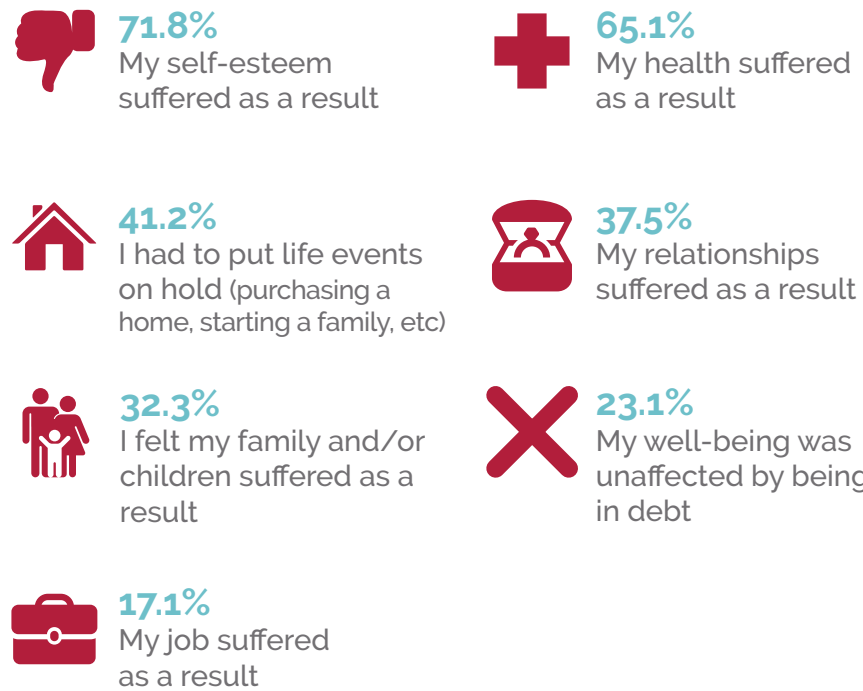 71.8%
My self-esteem
suffered as a result
65.1%
My health suffered
as a result
41.2%
I had to put life events
on hold (purchasing a
home, starting a family, etc)
37.5%
My relationships
suffered as a result
32.3%
I felt my family and/or
children suffered as a
result
23.1%
My well-being was
unaffected by being
in debt
17.1%
My job suffered
as a result